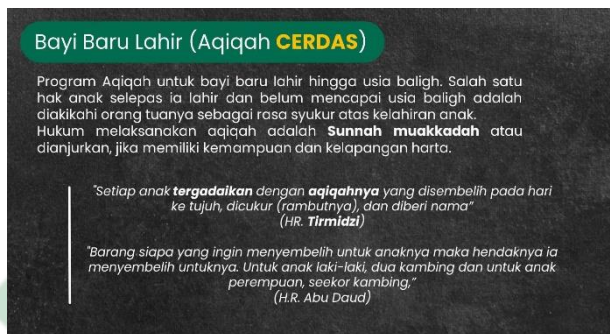 Bayi Baru Lahir (Aqiqah CERDAS)
Program Aqiqah untuk bayi baru lahir hingga usia baligh. Salah satu
hak anak selepas ia lahir dan belum mencapai usia baligh adalah
diakikahi orang tuanya sebagai rasa syukur atas kelahiran anak.
Hukum melaksanakan aqiqah adalah Sunnah muakkadah atau
dianjurkan, jika memiliki kemampuan dan kelapangan harta.
"Setiap anak tergadaikan dengan aqiqahnya yang disembelih pada hari
ke tujuh, dicukur (rambutnya), dan diberi nama"
(HR. Tirmidzi)
"Barang siapa yang ingin menyembelih untuk anaknya maka hendaknya ia
menyembelih untuknya. Untuk anak laki-laki, dua kambing dan untuk anak
perempuan, seekor kambing,"
(H.R. Abu Daud)